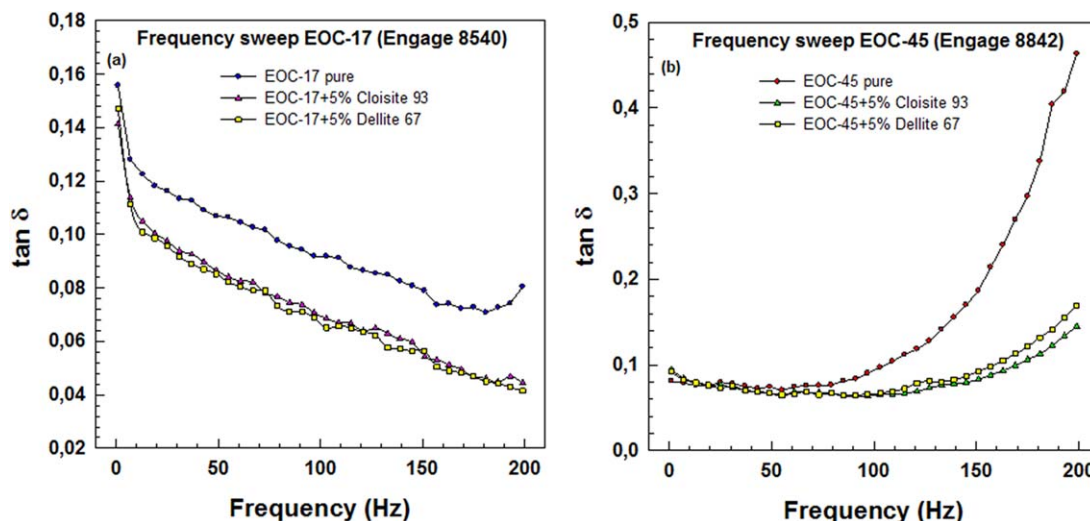 Frequency sweep EOC-17 (Engage 8540)
(a)
EOC-17 pure
EOC-17+5% Cloisite 93
EOC-17+5% Dellite 67
tan δ
0,18
0,16
0,14
0,12
0,10
0,08
0,06
0,04
0,02
0 50 100 150 200
Frequency (Hz)
Frequency sweep EOC-45 (Engage 8842)
(b)
EOC-45 pure
EOC-45+5% Cloisite 93
EOC-45+5% Dellite 67
tan δ
0,5
0,4
0,3
0,2
0,1
0,0
0 50 100 150 200
Frequency (Hz)